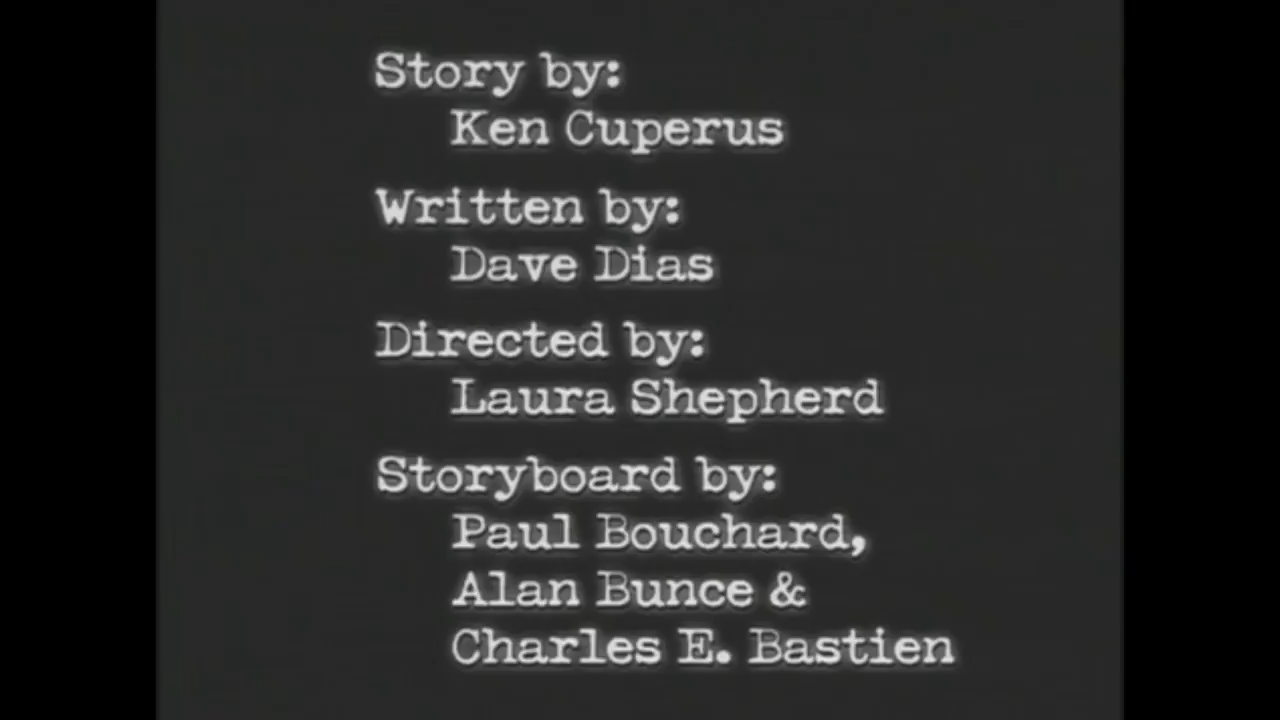 Story by:
Ken Cuperus
Written by:
Dave Dias
Directed by:
Laura Shepherd
Storyboard by:
Paul Bouchard,
Alan Bunce &
Charles E. Bastien